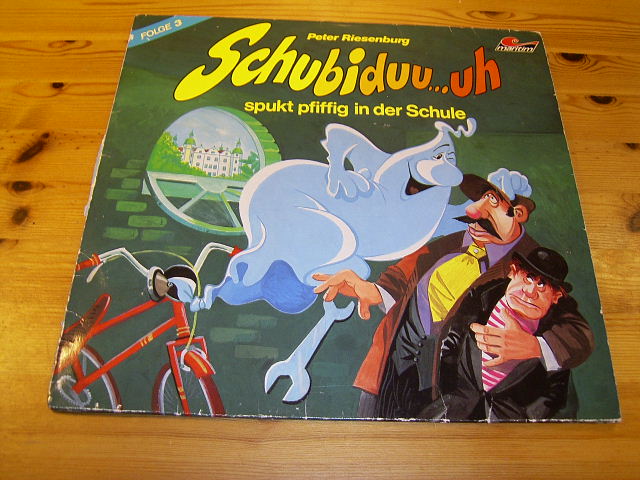 FOLGE 3
Peter Riesenburg
maritim
Schubiduu...uh
spukt pfiffig in der Schule